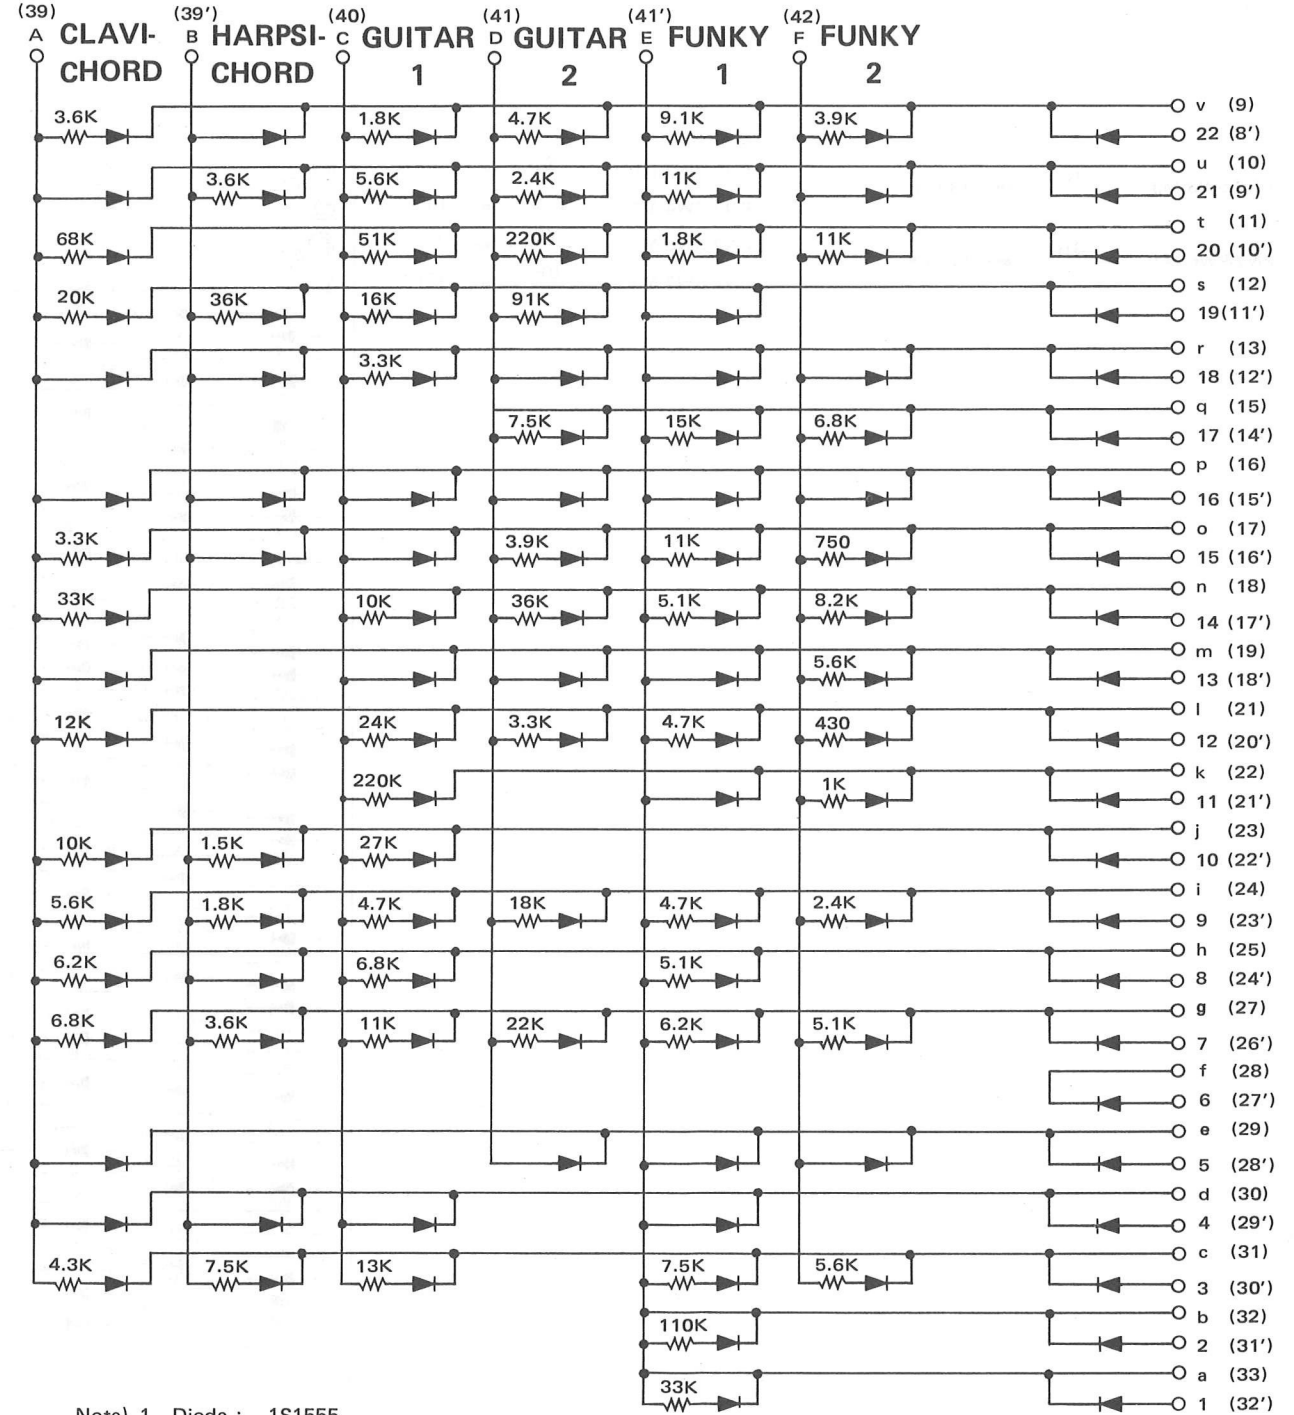 (39) (39') (40) (41) (41') (42)
A CLAVI- B HARPSI- C GUITAR D GUITAR E FUNKY F FUNKY
CHORD CHORD 1 2 1 2
v (9)
3.6K 1.8K 4.7K 9.1K 3.9K
22 (8')
u (10)
3.6K 5.6K 2.4K 11K
21 (9')
t (11)
68K 51K 220K 1.8K 11K
20 (10')
s (12)
20K 36K 16K 91K
19(11')
r (13)
3.3K
18 (12')
q (15)
7.5K 15K 6.8K
17 (14')
p (16)
16 (15')
o (17)
3.3K 3.9K 11K 750
15 (16')
n (18)
33K 10K 36K 5.1K 8.2K
14 (17')
m (19)
5.6K
13 (18')
l (21)
12K 24K 3.3K 4.7K 430
12 (20')
k (22)
220K 1K
11 (21')
j (23)
10K 1.5K 27K
10 (22')
i (24)
5.6K 1.8K 4.7K 18K 4.7K 2.4K
9 (23')
h (25)
6.2K 6.8K 5.1K
8 (24')
g (27)
6.8K 3.6K 11K 22K 6.2K 5.1K
7 (26')
f (28)
6 (27')
e (29)
5 (28')
d (30)
4 (29')
c (31)
4.3K 7.5K 13K 7.5K 5.6K
3 (30')
b (32)
110K
2 (31')
a (33)
33K
1 (32')
Note) 1. Diode : 1S1555